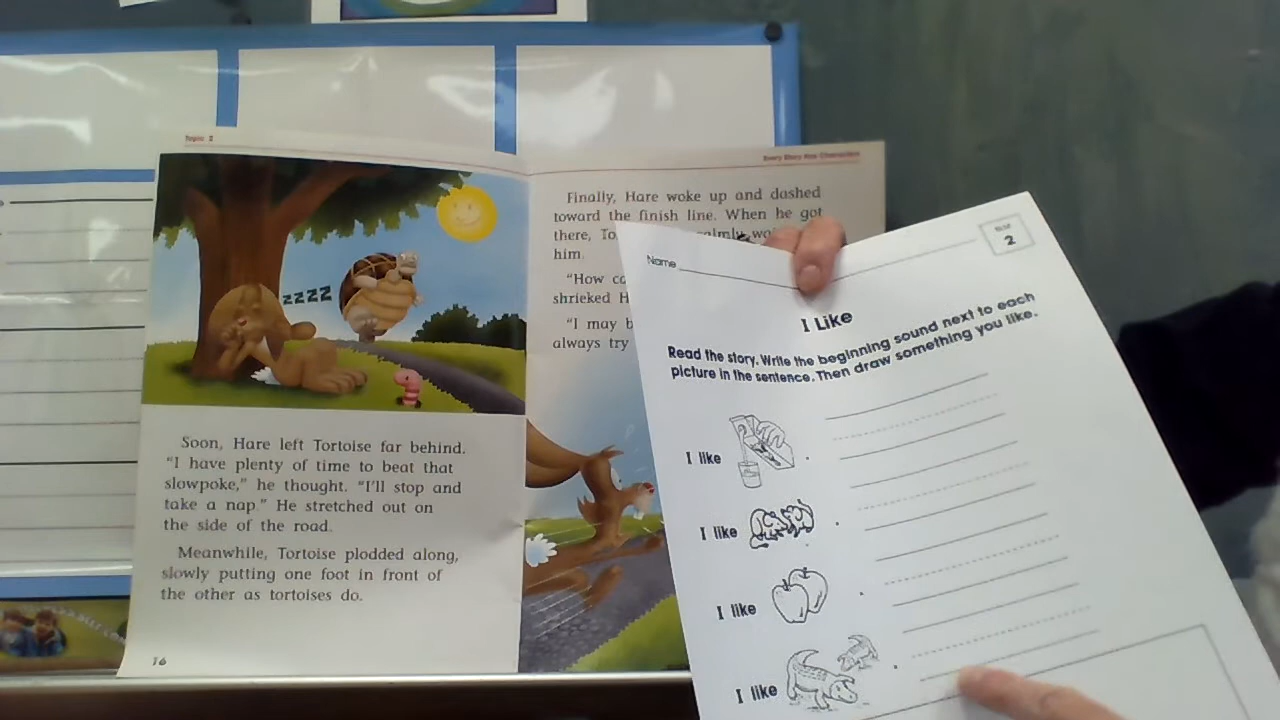 Topic 2
Every Story Has Characters
ZZZZ
Soon, Hare left Tortoise far behind.
"I have plenty of time to beat that
slowpoke," he thought. "I'll stop and
take a nap." He stretched out on
the side of the road.
Meanwhile, Tortoise plodded along,
slowly putting one foot in front of
the other as tortoises do.
16
Finally, Hare woke up and dashed
toward the finish line. When he got
there, calmly
him.
"How
shrieked
"I may
always try
Name
2
I Like
Read the story. Write the beginning sound next to each
picture in the sentence. Then draw something you like.
I like .
I like .
I like .
I like .